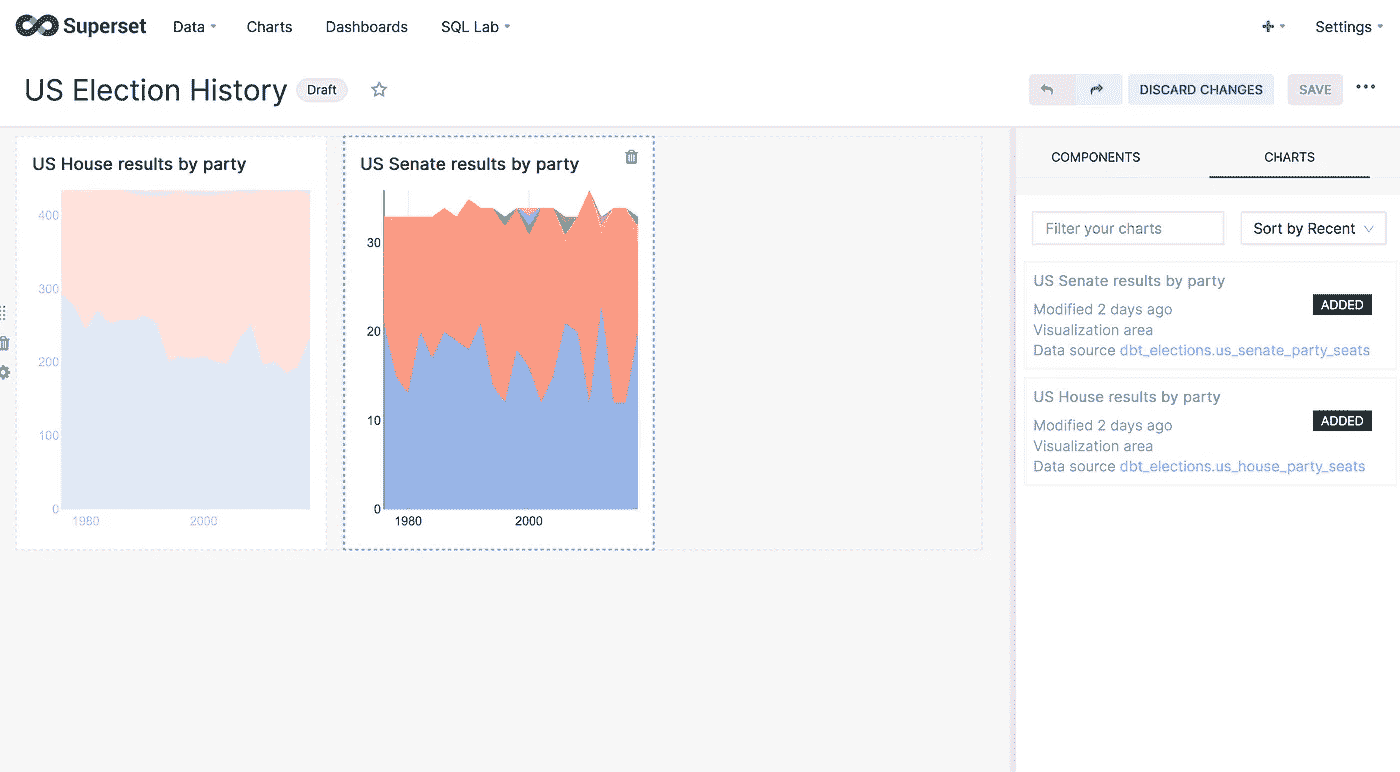 Superset Data Charts Dashboards SQL Lab Settings
US Election History Draft DISCARD CHANGES SAVE
US House results by party
400
300
200
100
0
1980 2000
US Senate results by party
30
20
10
0
1980 2000
COMPONENTS CHARTS
Filter your charts Sort by Recent
US Senate results by party
Modified 2 days ago
ADDED
Visualization area
Data source dbt_elections.us_senate_party_seats
US House results by party
Modified 2 days ago
ADDED
Visualization area
Data source dbt_elections.us_house_party_seats